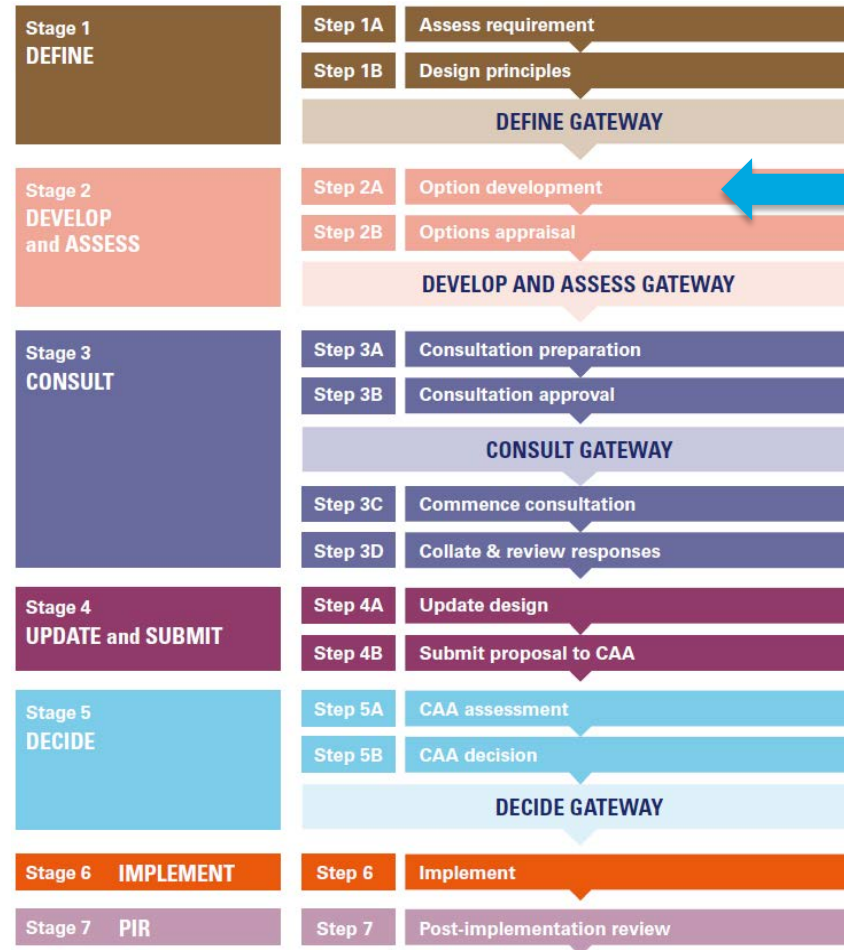 Stage 1
DEFINE
Step 1A Assess requirement
Step 1B Design principles
DEFINE GATEWAY
Stage 2
DEVELOP
and ASSESS
Step 2A Option development
Step 2B Options appraisal
DEVELOP AND ASSESS GATEWAY
Stage 3
CONSULT
Step 3A Consultation preparation
Step 3B Consultation approval
CONSULT GATEWAY
Step 3C Commence consultation
Step 3D Collate & review responses
Stage 4
UPDATE and SUBMIT
Step 4A Update design
Step 4B Submit proposal to CAA
Stage 5
DECIDE
Step 5A CAA assessment
Step 5B CAA decision
DECIDE GATEWAY
Stage 6 IMPLEMENT
Step 6 Implement
Stage 7 PIR
Step 7 Post-implementation review